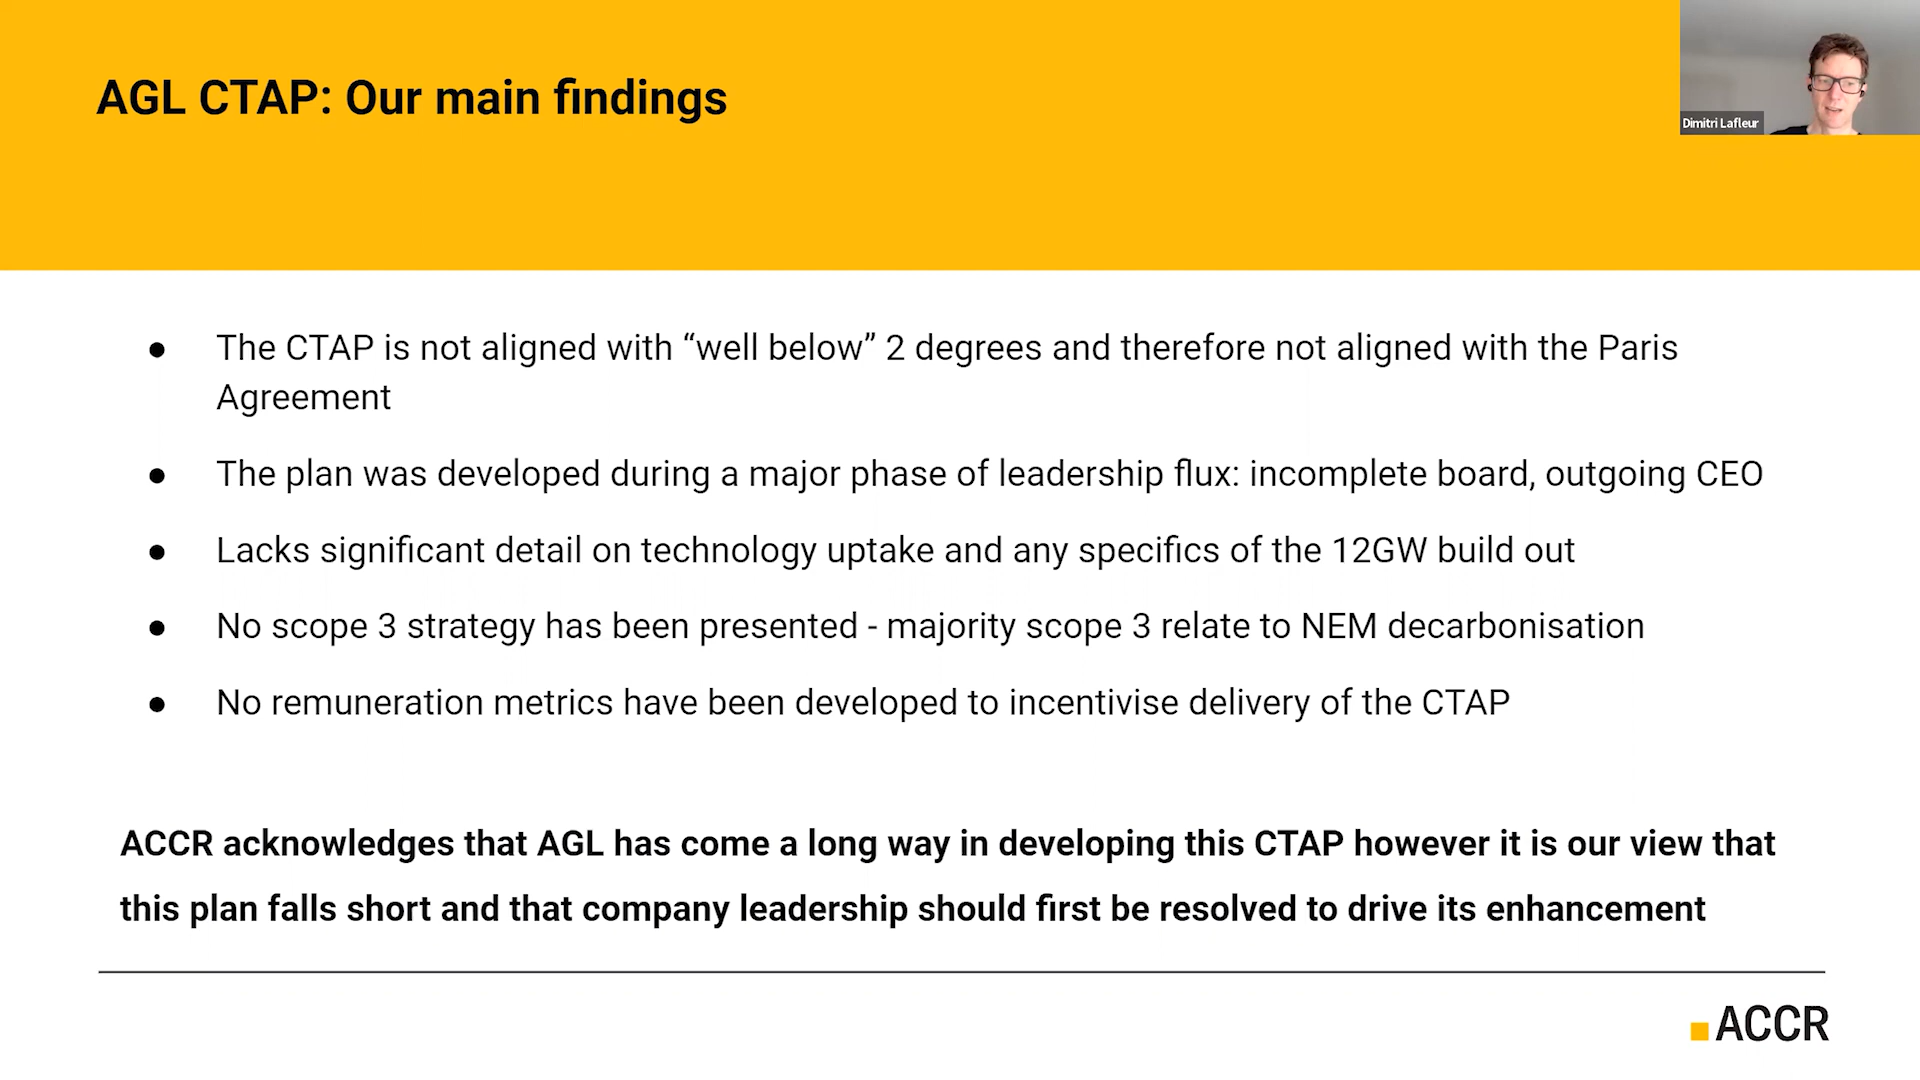 AGL CTAP: Our main findings
Dimitri Lafleur
● The CTAP is not aligned with “well below” 2 degrees and therefore not aligned with the Paris
Agreement
● The plan was developed during a major phase of leadership flux: incomplete board, outgoing CEO
● Lacks significant detail on technology uptake and any specifics of the 12GW build out
● No scope 3 strategy has been presented - majority scope 3 relate to NEM decarbonisation
● No remuneration metrics have been developed to incentivise delivery of the CTAP
ACCR acknowledges that AGL has come a long way in developing this CTAP however it is our view that
this plan falls short and that company leadership should first be resolved to drive its enhancement
ACCR